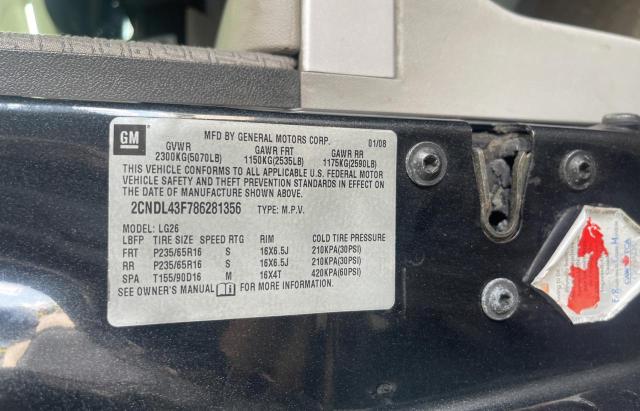 GM
MFD BY GENERAL MOTORS CORP. 01/08
GVWR GAWR FRT GAWR RR
2300KG(5070LB) 1150KG(2535LB) 1175KG(2590LB)
THIS VEHICLE CONFORMS TO ALL APPLICABLE U.S. FEDERAL MOTOR
VEHICLE SAFETY AND THEFT PREVENTION STANDARDS IN EFFECT ON
THE DATE OF MANUFACTURE SHOWN ABOVE.
2CNDL43F786281356 TYPE: M.P.V.
MODEL: LG26
LBFP TIRE SIZE SPEED RTG RIM COLD TIRE PRESSURE
FRT P235/65R16 S 16X6.5J 210KPA(30PSI)
RR P235/65R16 S 16X6.5J 210KPA(30PSI)
SPA T155/90D16 M 16X4T 420KPA(60PSI)
SEE OWNER'S MANUAL FOR MORE INFORMATION.